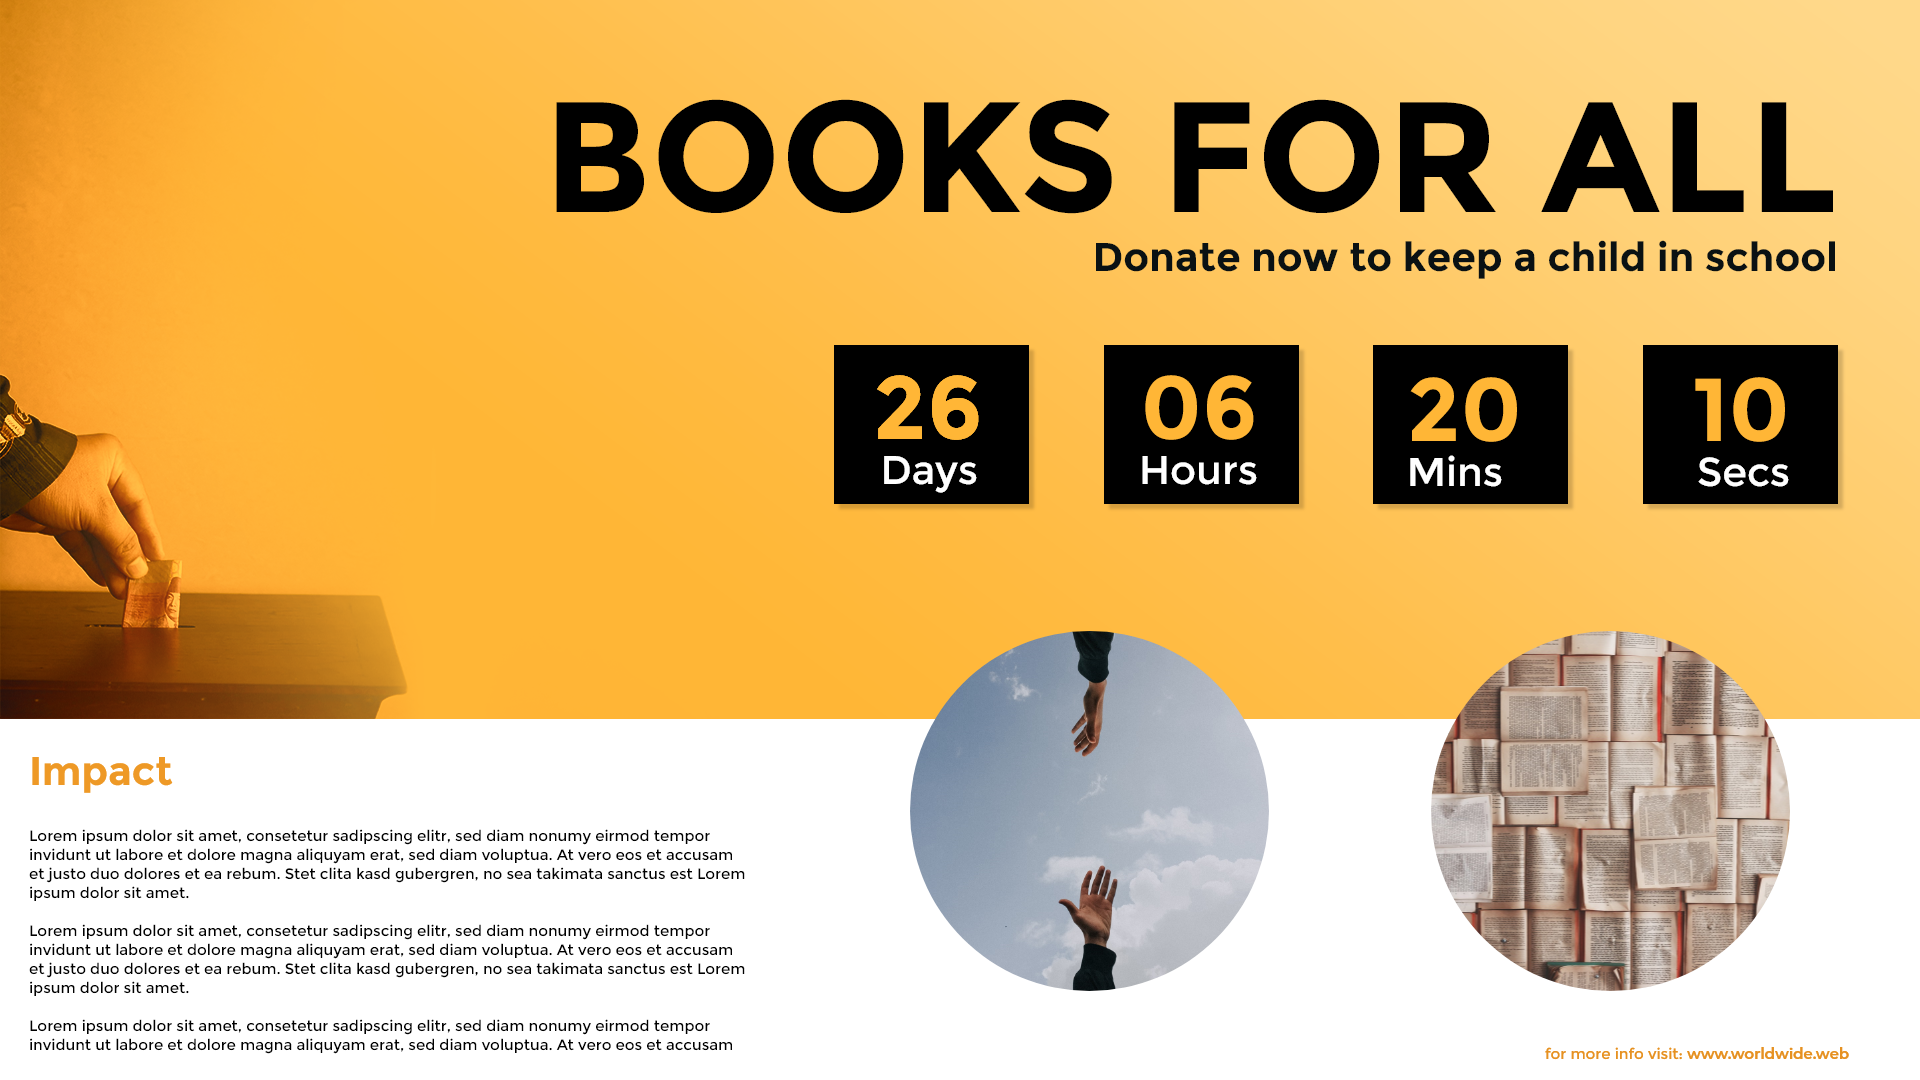 BOOKS FOR ALL
Donate now to keep a child in school
26 06 20 10
Days Hours Mins Secs
Impact
Lorem ipsum dolor sit amet, consetetur sadipscing elitr, sed diam nonumy eirmod tempor
invidunt ut labore et dolore magna aliquyam erat, sed diam voluptua. At vero eos et accusam
et justo duo dolores et ea rebum. Stet clita kasd gubergren, no sea takimata sanctus est Lorem
ipsum dolor sit amet.
Lorem ipsum dolor sit amet, consetetur sadipscing elitr, sed diam nonumy eirmod tempor
invidunt ut labore et dolore magna aliquyam erat, sed diam voluptua. At vero eos et accusam
et justo duo dolores et ea rebum. Stet clita kasd gubergren, no sea takimata sanctus est Lorem
ipsum dolor sit amet.
Lorem ipsum dolor sit amet, consetetur sadipscing elitr, sed diam nonumy eirmod tempor
invidunt ut labore et dolore magna aliquyam erat, sed diam voluptua. At vero eos et accusam
for more info visit: www.worldwide.web